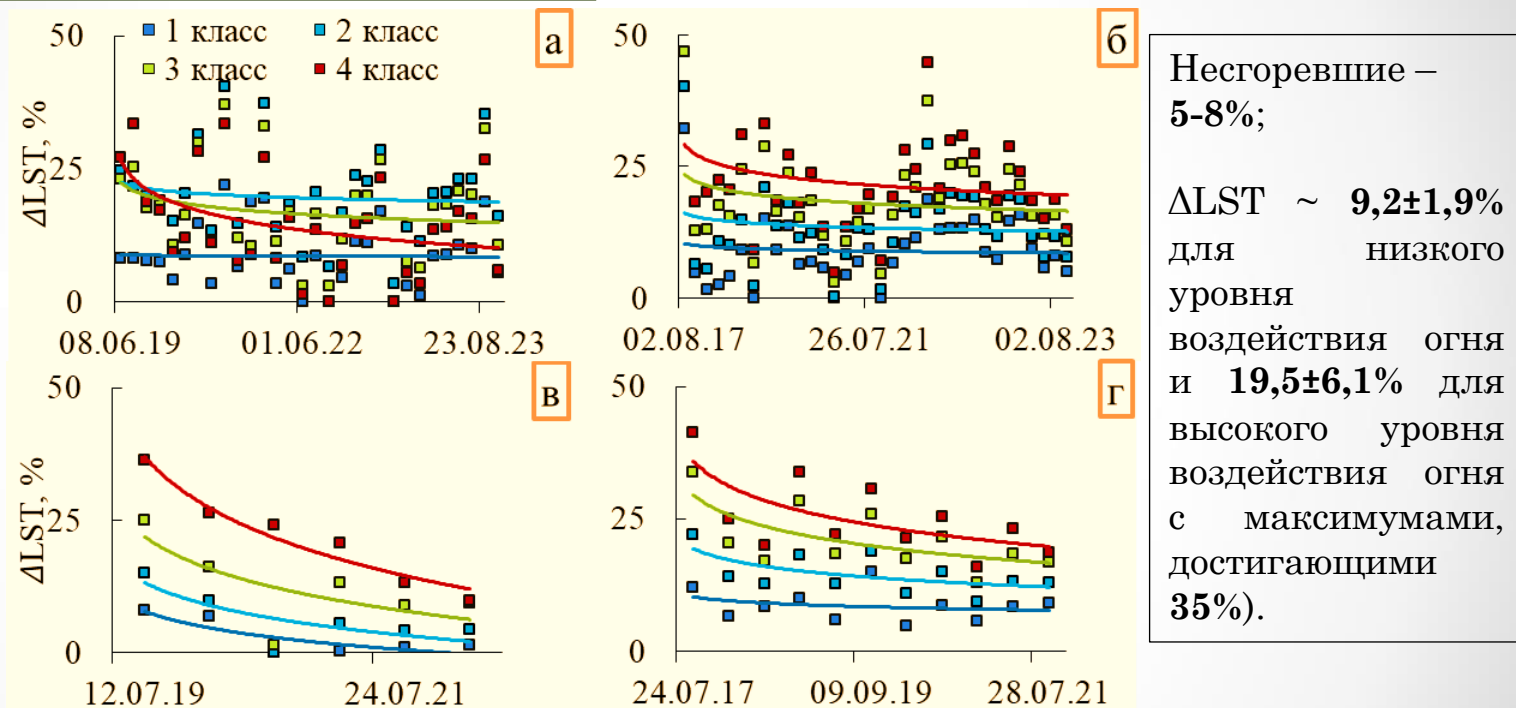 50
1 класс
2 класс
3 класс
4 класс
а
ΔLST, %
25
0
08.06.19
01.06.22
23.08.23
50
б
25
0
02.08.17
26.07.21
02.08.23
50
в
ΔLST, %
25
0
12.07.19
24.07.21
50
г
25
0
24.07.17
09.09.19
28.07.21
Несгоревшие –
5-8%;
ΔLST ~ 9,2±1,9%
для низкого
уровня
воздействия огня
и 19,5±6,1% для
высокого уровня
воздействия огня
с максимумами,
достигающими
35%).